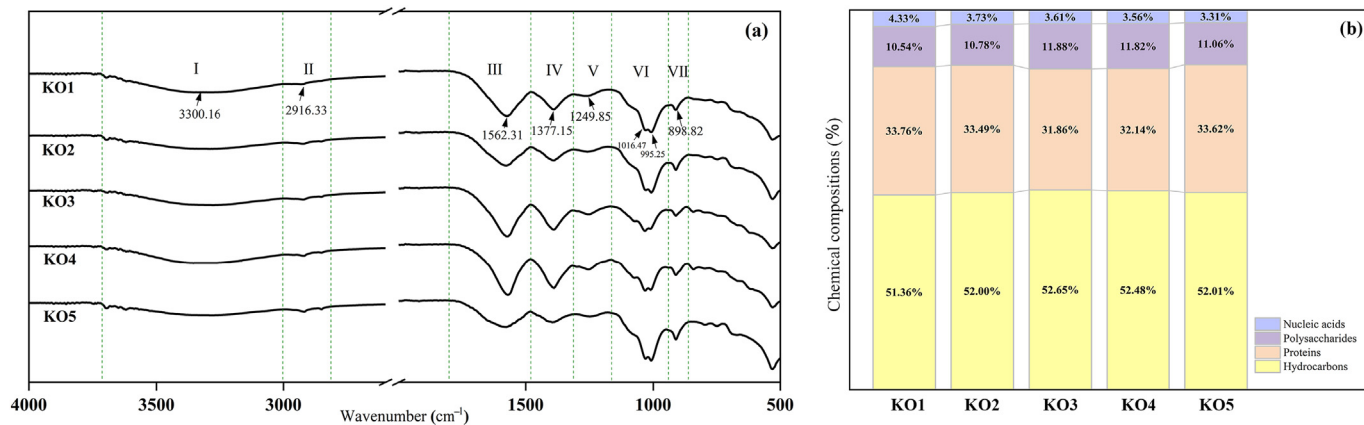 (a)
I
II
III
IV
V
VI
VII
KO1
3300.16
2916.33
1562.31
1377.15
1249.85
1016.47
995.25
898.82
KO2
KO3
KO4
KO5
4000
3500
3000
1500
1000
500
Wavenumber (cm⁻¹)
(b)
Chemical compositions (%)
4.33%
3.73%
3.61%
3.56%
3.31%
10.54%
10.78%
11.88%
11.82%
11.06%
33.76%
33.49%
31.86%
32.14%
33.62%
51.36%
52.00%
52.65%
52.48%
52.01%
Nucleic acids
Polysaccharides
Proteins
Hydrocarbons
KO1
KO2
KO3
KO4
KO5